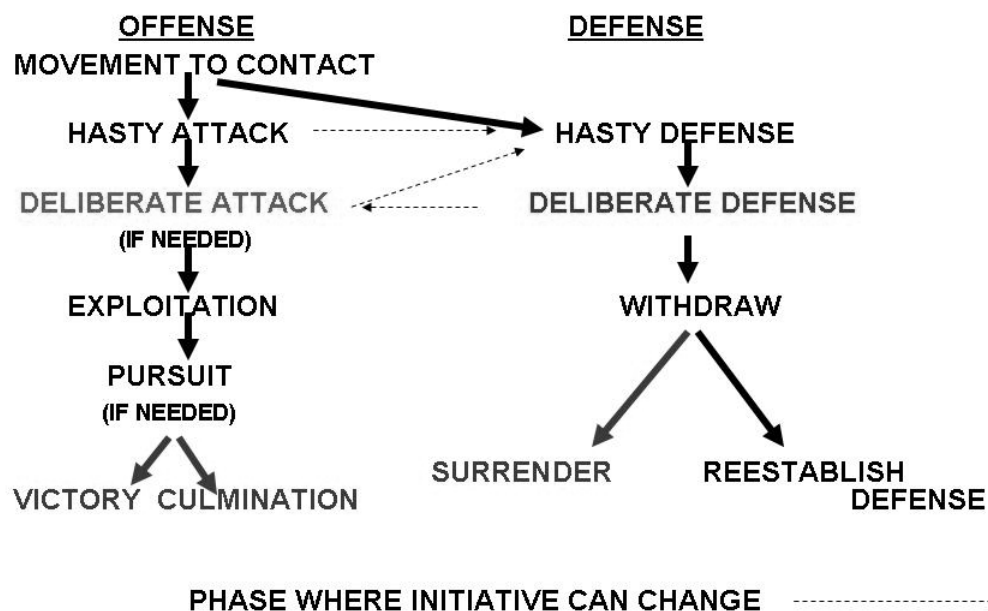 OFFENSE
MOVEMENT TO CONTACT
HASTY ATTACK
DELIBERATE ATTACK
(IF NEEDED)
EXPLOITATION
PURSUIT
(IF NEEDED)
VICTORY CULMINATION
DEFENSE
HASTY DEFENSE
DELIBERATE DEFENSE
WITHDRAW
SURRENDER
REESTABLISH
DEFENSE
PHASE WHERE INITIATIVE CAN CHANGE